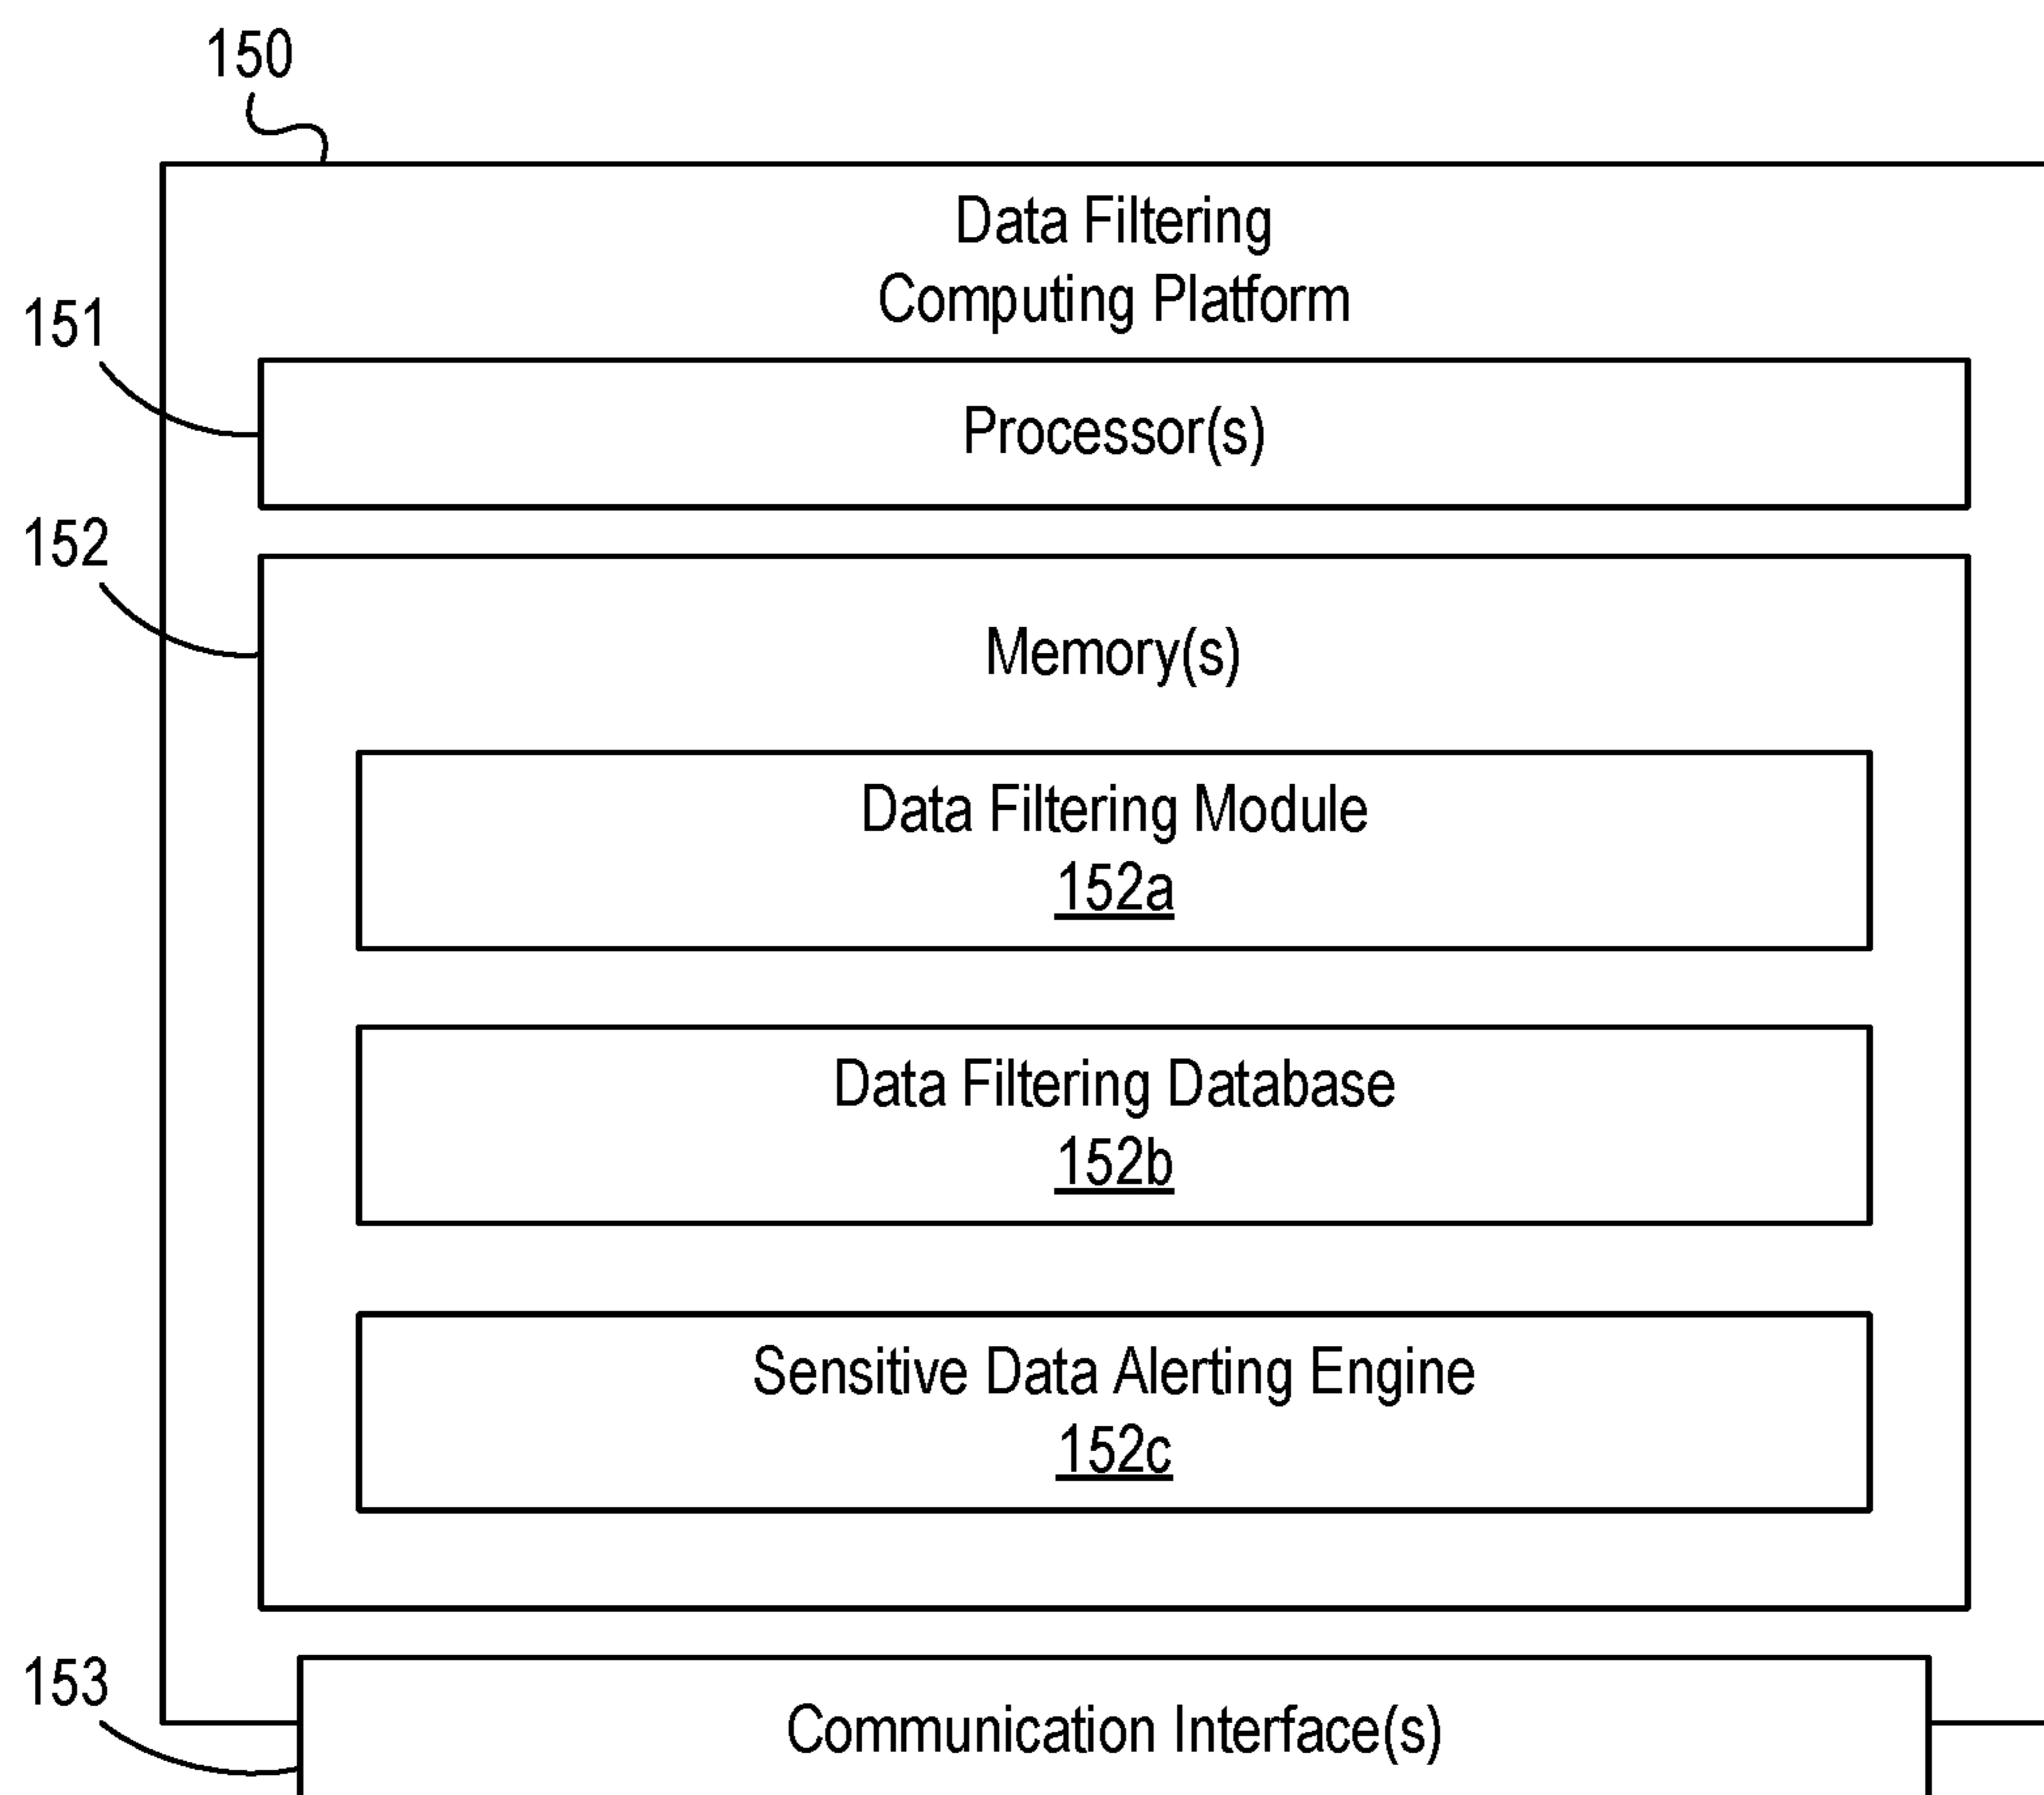 150
Data Filtering
Computing Platform
151
Processor(s)
152
Memory(s)
Data Filtering Module
152a
Data Filtering Database
152b
Sensitive Data Alerting Engine
152c
153
Communication Interface(s)